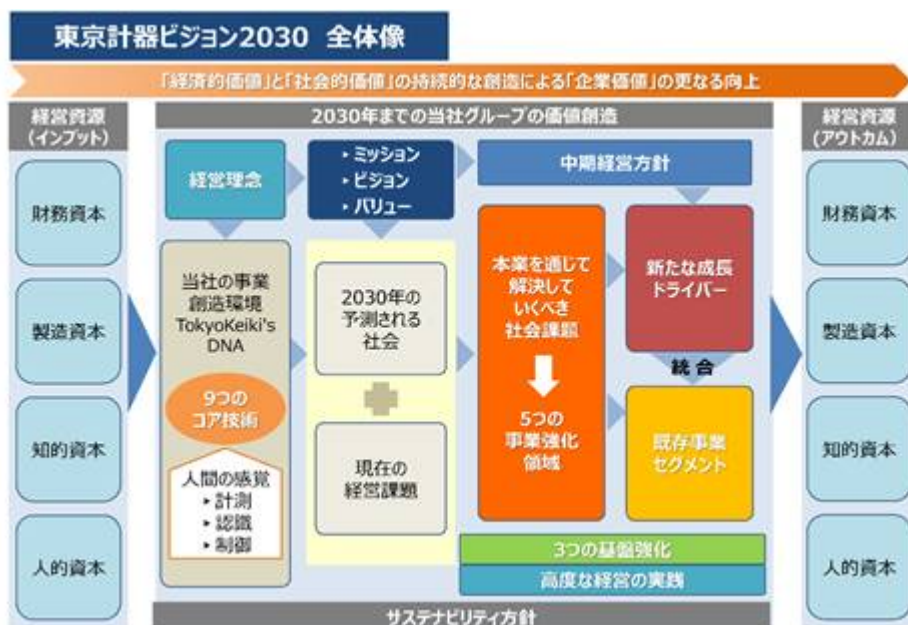 東京計器ビジョン2030 全体像
「経済的価値」と「社会的価値」の持続的な創造による「企業価値」の更なる向上
経営資源
(インプット)
財務資本
製造資本
知的資本
人的資本
2030年までの当社グループの価値創造
経営理念
▸ミッション
▸ビジョン
▸バリュー
中期経営方針
当社の事業
創造環境
TokyoKeiki's
DNA
9つの
コア技術
人間の感覚
▸計測
▸認識
▸制御
2030年の
予測される
社会
現在の
経営課題
本業を通じて
解決して
いくべき
社会課題
5つの
事業強化
領域
新たな成長
ドライバー
統合
既存事業
セグメント
3つの基盤強化
高度な経営の実践
サステナビリティ方針
経営資源
(アウトカム)
財務資本
製造資本
知的資本
人的資本